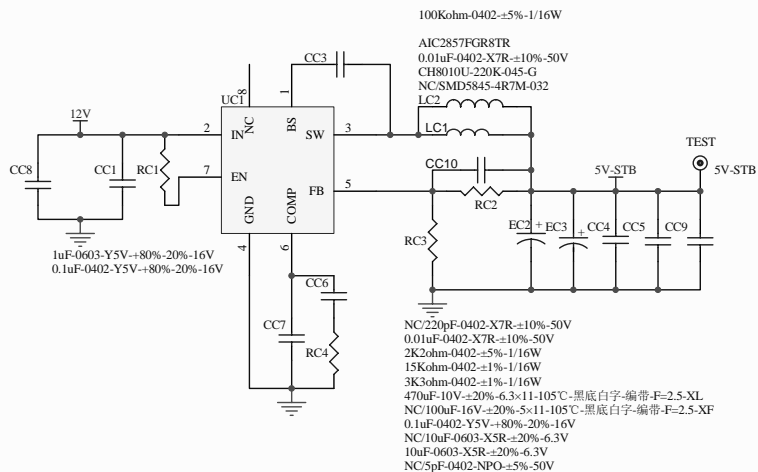 100Kohm-0402-±5%-1/16W
AIC2857FGR8TR
0.01uF-0402-X7R-±10%-50V
CH8010U-220K-045-G
NC/SMD5845-4R7M-032
CC3
LC2
UC1
8
1
NC
BS
12V
2
IN
SW
3
LC1
TEST
CC8
CC1
RC1
7
EN
CC10
5V-STB
5V-STB
FB
5
RC2
GND
COMP
RC3
EC2
+
EC3
+
CC4
CC5
CC9
4
6
1uF-0603-Y5V-+80%-20%-16V
0.1uF-0402-Y5V-+80%-20%-16V
CC6
CC7
RC4
NC/220pF-0402-X7R-±10%-50V
0.01uF-0402-X7R-±10%-50V
2K2ohm-0402-±5%-1/16W
15Kohm-0402-±1%-1/16W
3K3ohm-0402-±1%-1/16W
470uF-10V-±20%-6.3×11-105℃-黑底白字-编带-F=2.5-XL
NC/100uF-16V-±20%-5×11-105℃-黑底白字-编带-F=2.5-XF
0.1uF-0402-Y5V-+80%-20%-16V
NC/10uF-0603-X5R-±20%-6.3V
10uF-0603-X5R-±20%-6.3V
NC/5pF-0402-NPO-±5%-50V